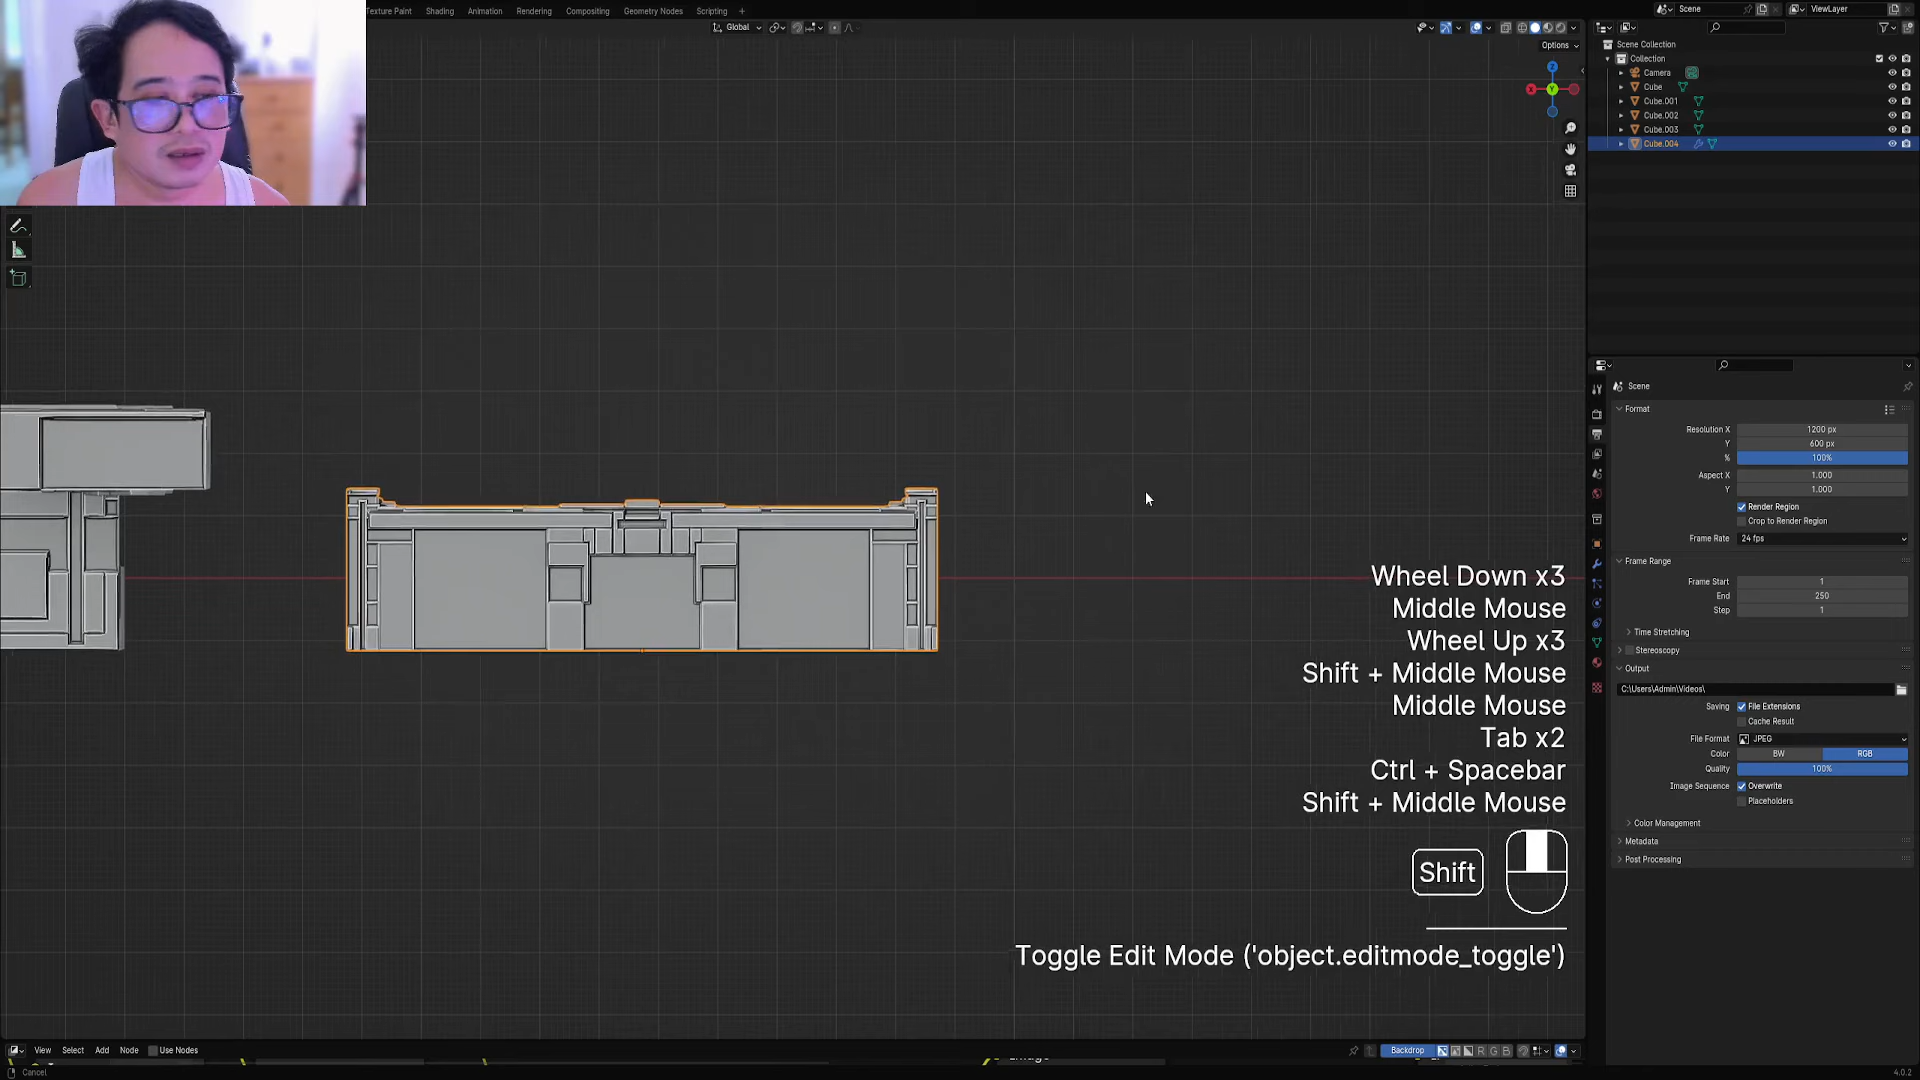 Texture Paint Shading Animation Rendering Compositing Geometry Nodes Scripting +
Scene ViewLayer
Global
Options
Z
X
Y
Scene Collection
Collection
Camera
Cube
Cube.001
Cube.002
Cube.003
Cube.004
Scene
Format
Resolution X 1200 px
Y 600 px
% 100%
Aspect X 1.000
Y 1.000
Render Region
Crop to Render Region
Frame Rate 24 fps
Frame Range
Frame Start 1
End 250
Step 1
Time Stretching
Stereoscopy
Output
C:\Users\Admin\Videos\
Saving File Extensions
Cache Result
File Format JPEG
Color BW RGB
Quality 100%
Image Sequence Overwrite
Placeholders
Color Management
Metadata
Post Processing
Wheel Down x3
Middle Mouse
Wheel Up x3
Shift + Middle Mouse
Middle Mouse
Tab x2
Ctrl + Spacebar
Shift + Middle Mouse
Shift
Toggle Edit Mode ('object.editmode_toggle')
View Select Add Node Use Nodes
Backdrop R G B
Cancel
4.0.2